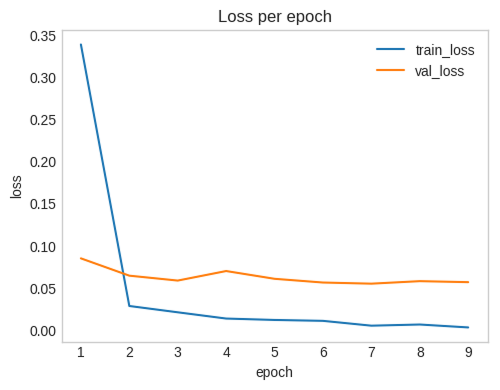 Loss per epoch
train_loss
val_loss
0.35
0.30
0.25
0.20
0.15
0.10
0.05
0.00
loss
1 2 3 4 5 6 7 8 9
epoch